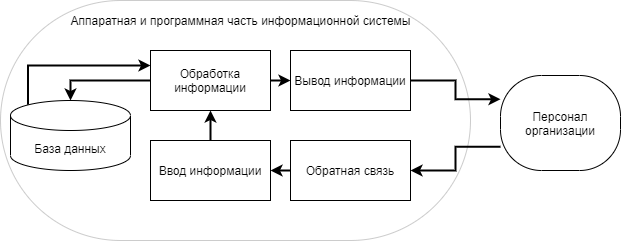 Аппаратная и программная часть информационной системы
Обработка
информации
Вывод информации
База данных
Ввод информации
Обратная связь
Персонал
организации